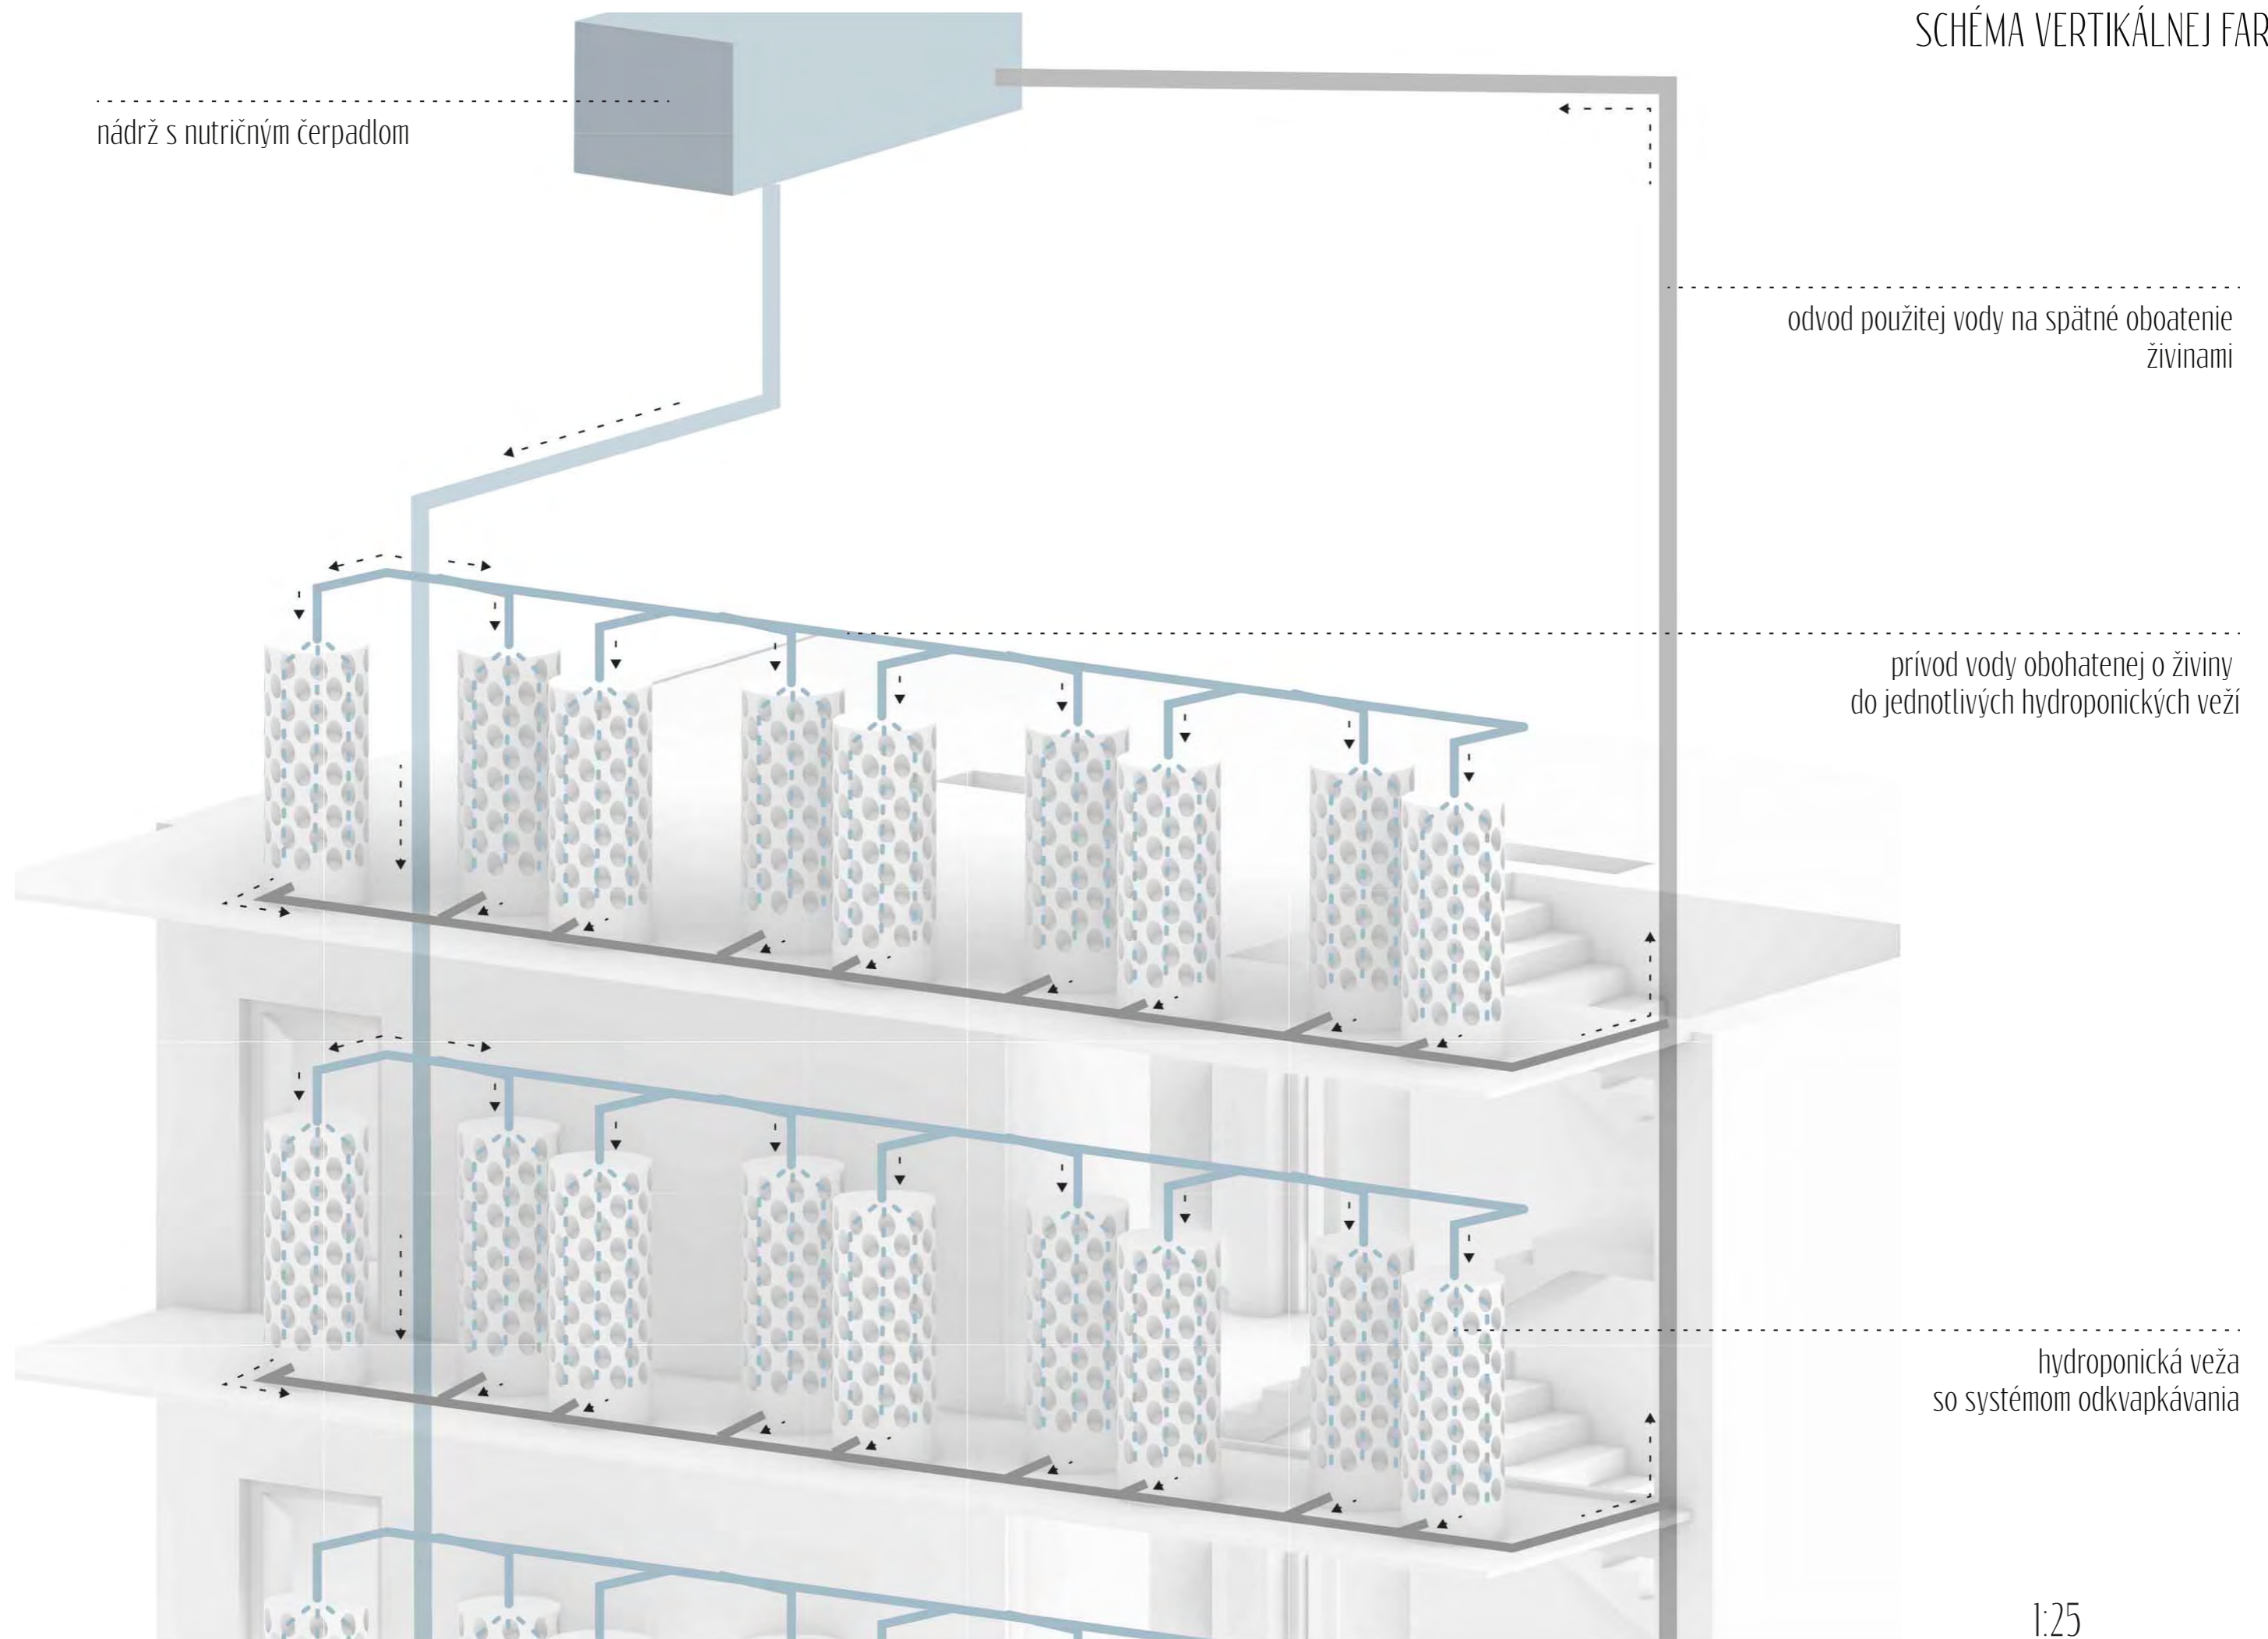 SCHÉMA VERTIKÁLNEJ FAR
nádrž s nutričným čerpadlom
odvod použitej vody na spätné oboatenie
živinami
prívod vody obohatenej o živiny
do jednotlivých hydroponických veží
hydroponická veža
so systémom odkvapkávania
1:25